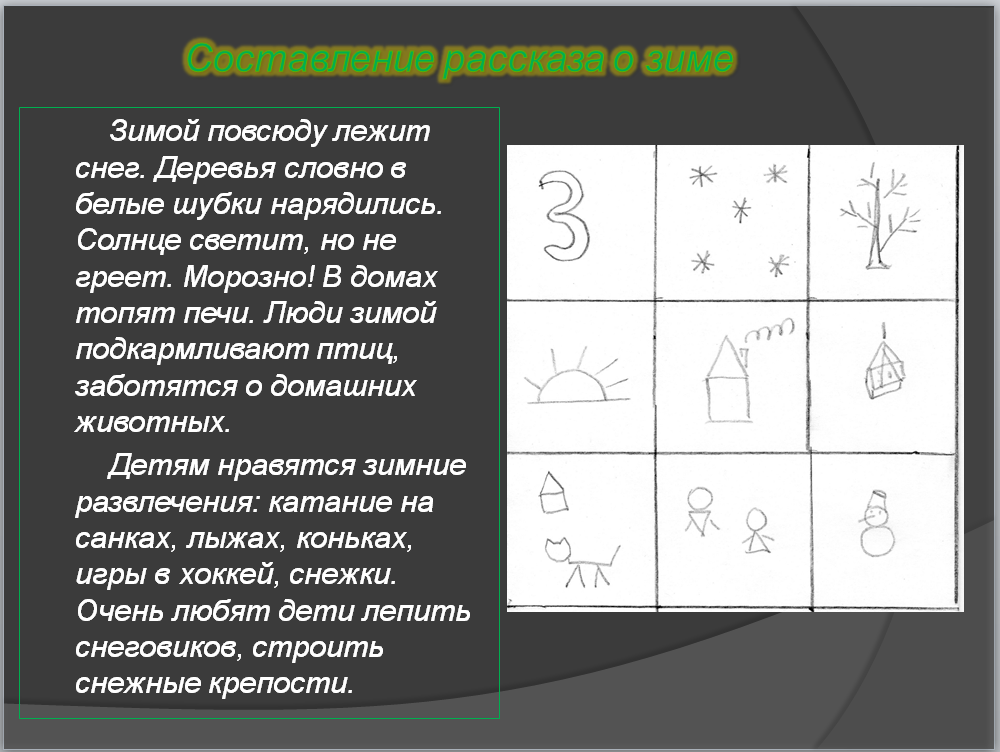 Составление рассказа о зиме
Зимой повсюду лежит
снег. Деревья словно в
белые шубки нарядились.
Солнце светит, но не
греет. Морозно! В домах
топят печи. Люди зимой
подкармливают птиц,
заботятся о домашних
животных.
Детям нравятся зимние
развлечения: катание на
санках, лыжах, коньках,
игры в хоккей, снежки.
Очень любят дети лепить
снеговиков, строить
снежные крепости.
З